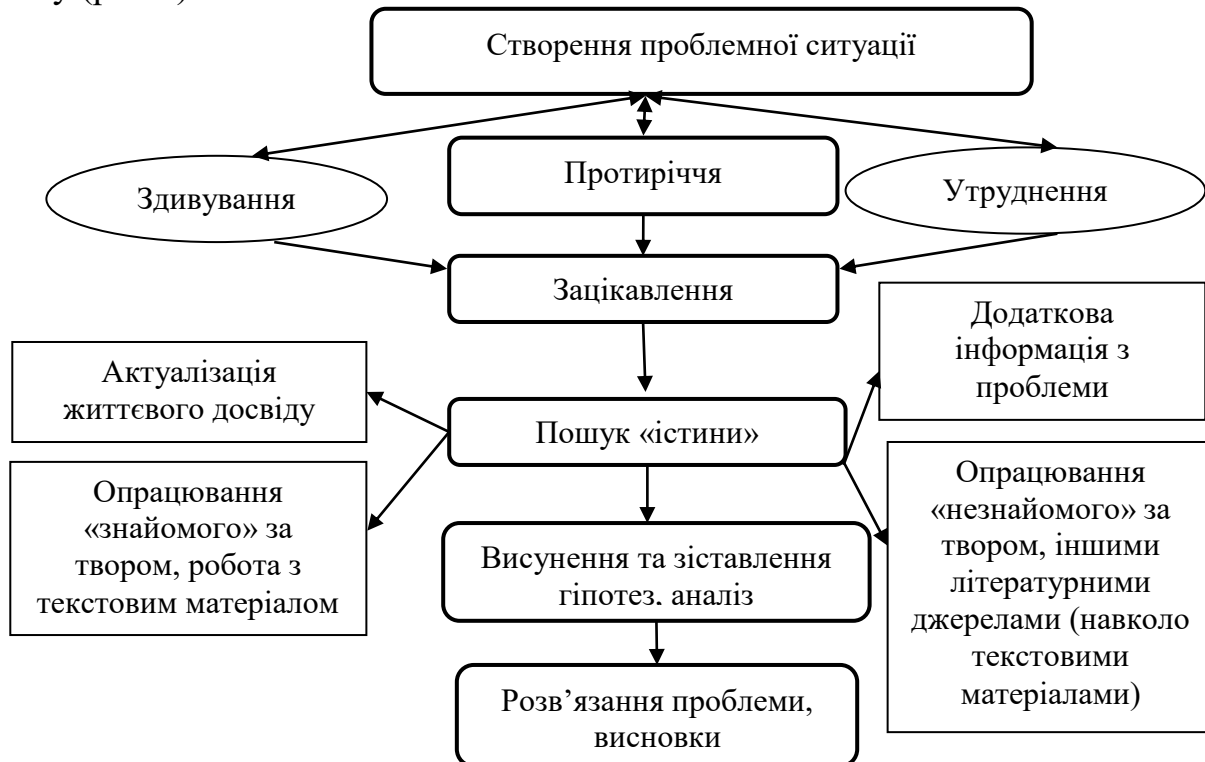 Створення проблемної ситуації
Здивування
Протиріччя
Утруднення
Зацікавлення
Додаткова
інформація з
проблеми
Актуалізація
життєвого досвіду
Пошук «істини»
Опрацювання
«знайомого» за
твором, робота з
текстовим матеріалом
Опрацювання
«незнайомого» за
твором, іншими
літературними
джерелами (навколо
текстовими
матеріалами)
Висунення та зіставлення
гіпотез, аналіз
Розв’язання проблеми,
висновки